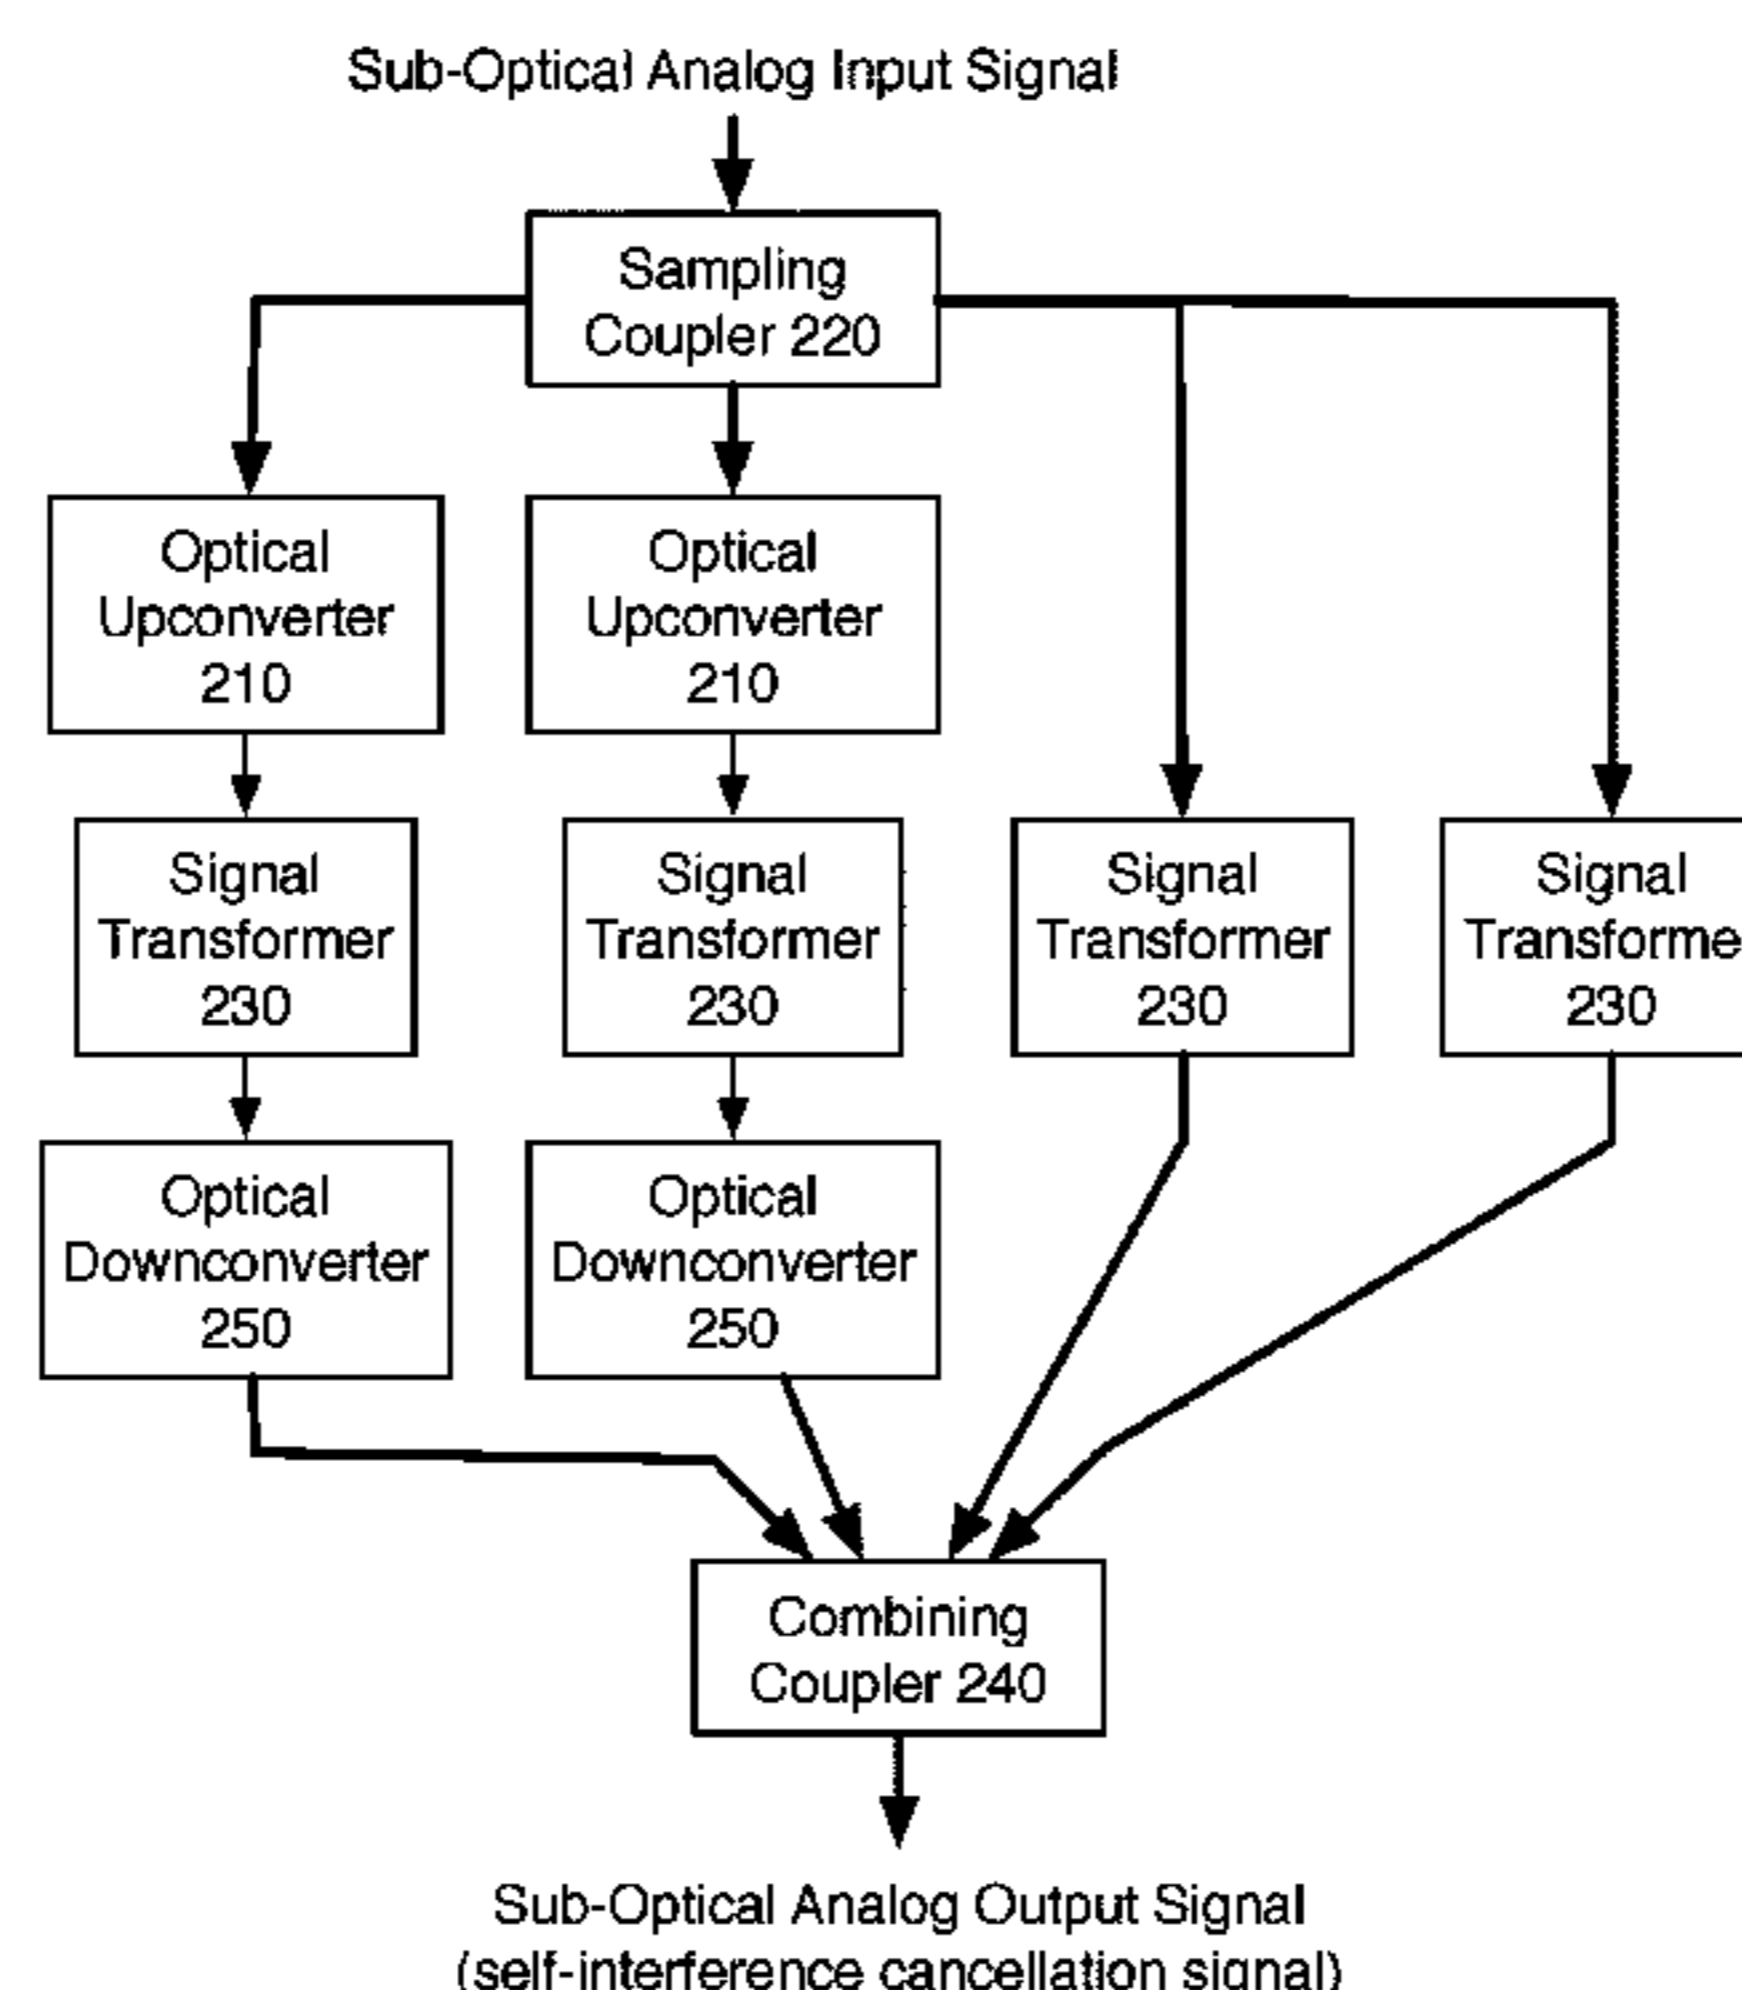 Sub-Optical Analog Input Signal
Sampling
Coupler 220
Optical
Upconverter
210
Optical
Upconverter
210
Signal
Transformer
230
Signal
Transformer
230
Signal
Transformer
230
Signal
Transforme
230
Optical
Downconverter
250
Optical
Downconverter
250
Combining
Coupler 240
Sub-Optical Analog Output Signal
(self-interference cancellation signal)